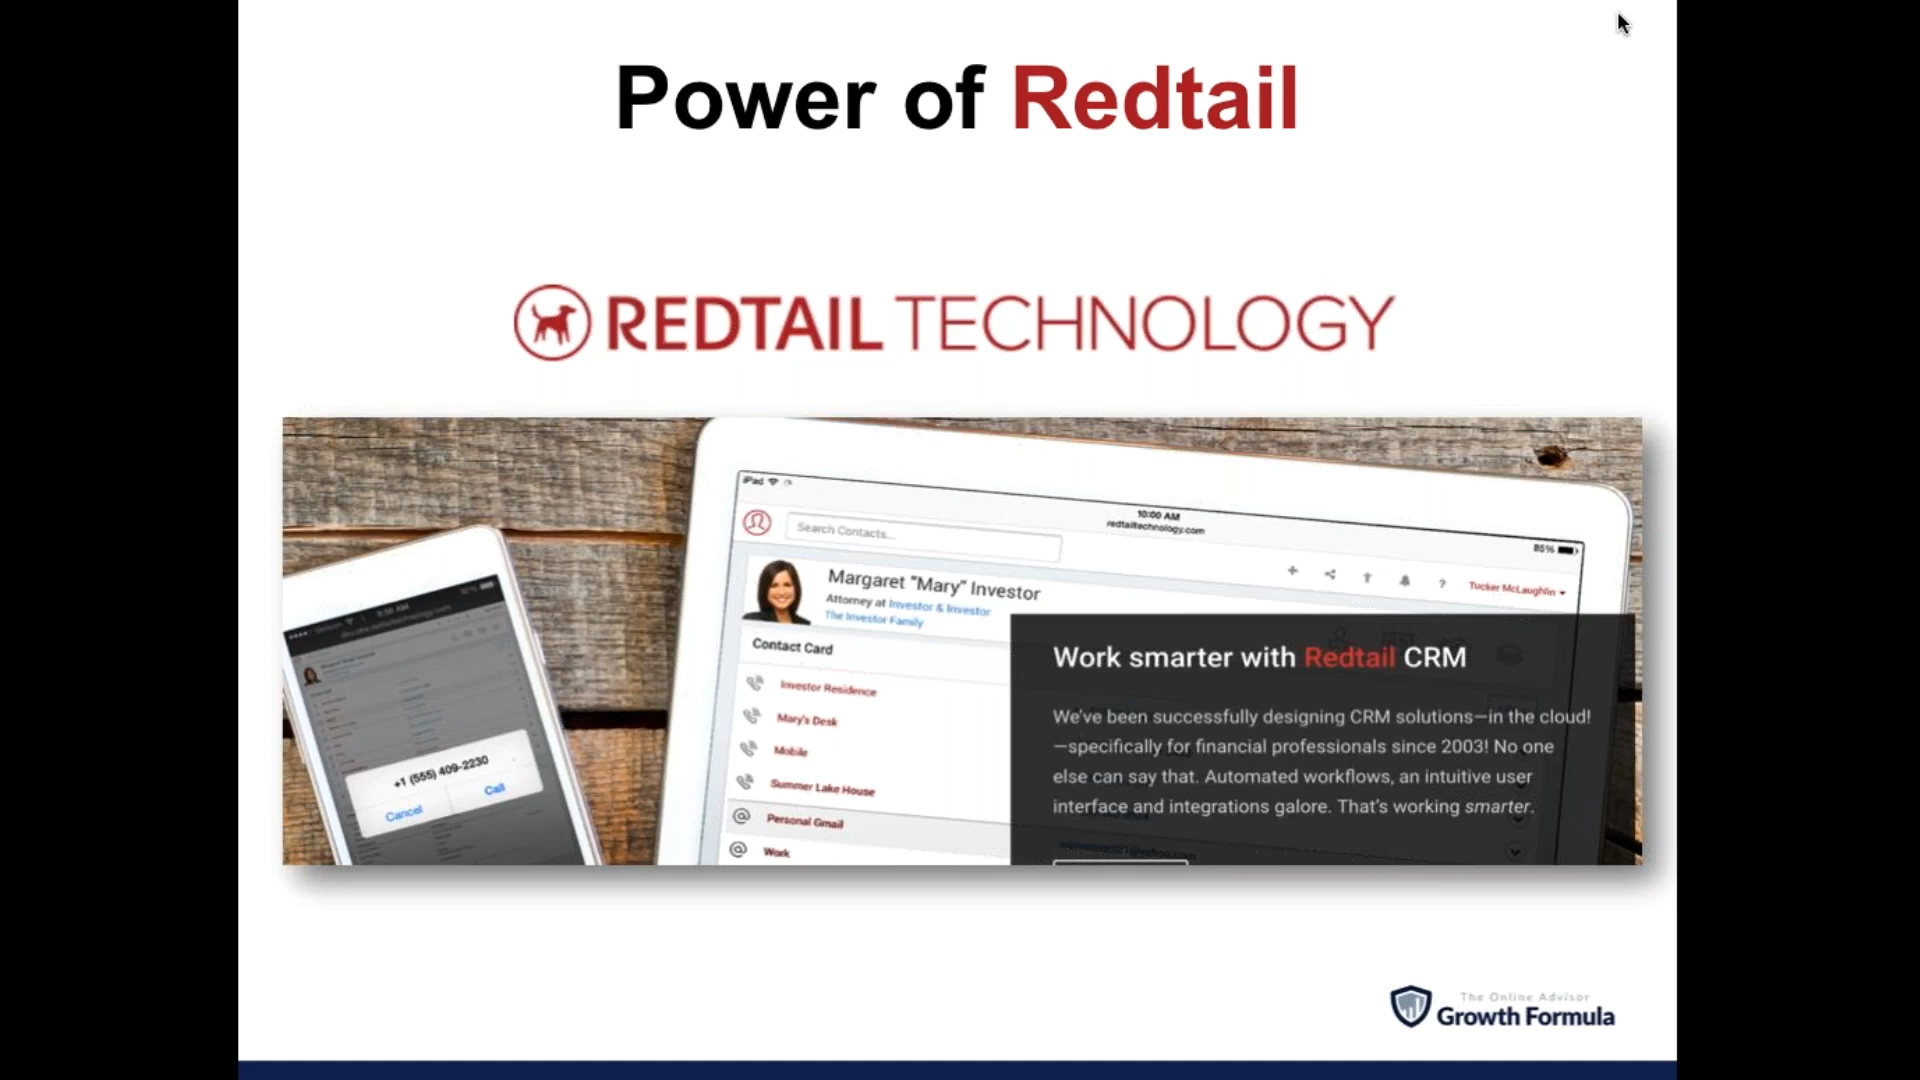 Power of Redtail
REDTAIL TECHNOLOGY
iPad
10:00 AM
redtailtechnology.com
85%
Search Contacts...
?
Tucker McLaughlin
Margaret "Mary" Investor
Attorney at Investor & Investor
The Investor Family
Contact Card
Investor Residence
Mary's Desk
Mobile
Summer Lake House
Personal Gmail
Work
+1 (555) 409-2230
Cancel
Call
Work smarter with Redtail CRM
We've been successfully designing CRM solutions—in the cloud!
—specifically for financial professionals since 2003! No one
else can say that. Automated workflows, an intuitive user
interface and integrations galore. That's working smarter.
The Online Advisor
Growth Formula